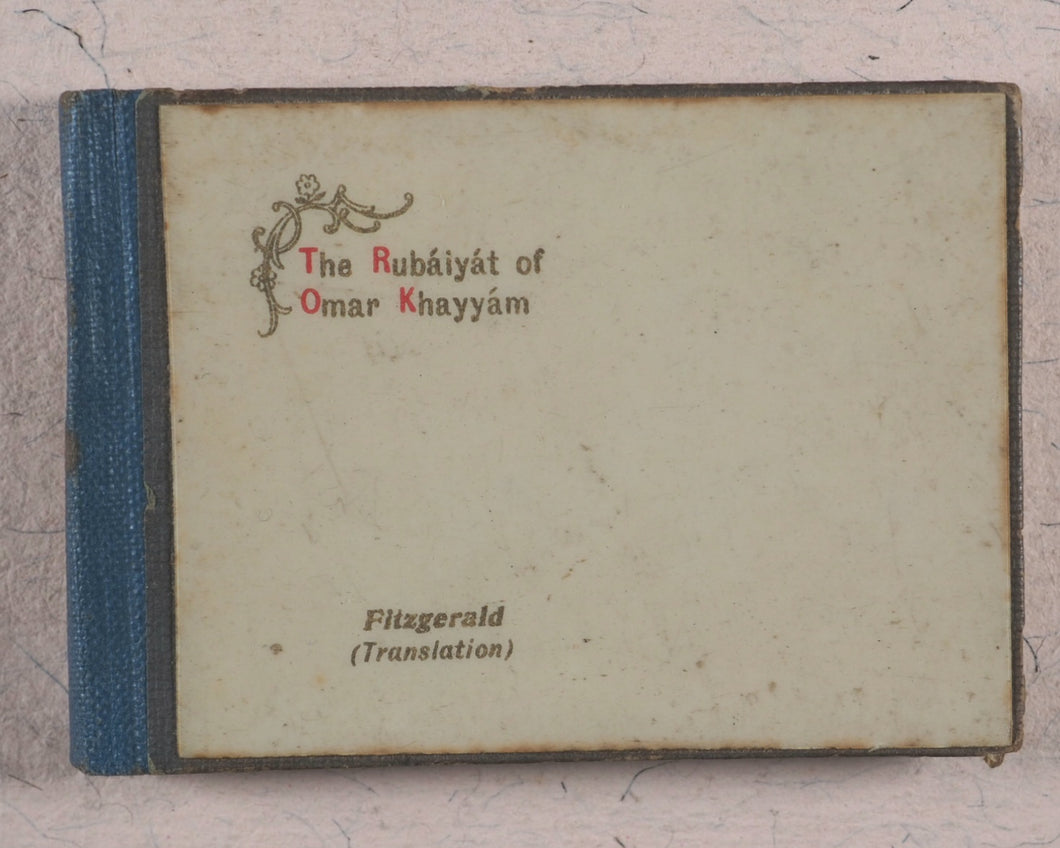 The Rubáiyát of
Omar Khayyám
Fitzgerald
(Translation)